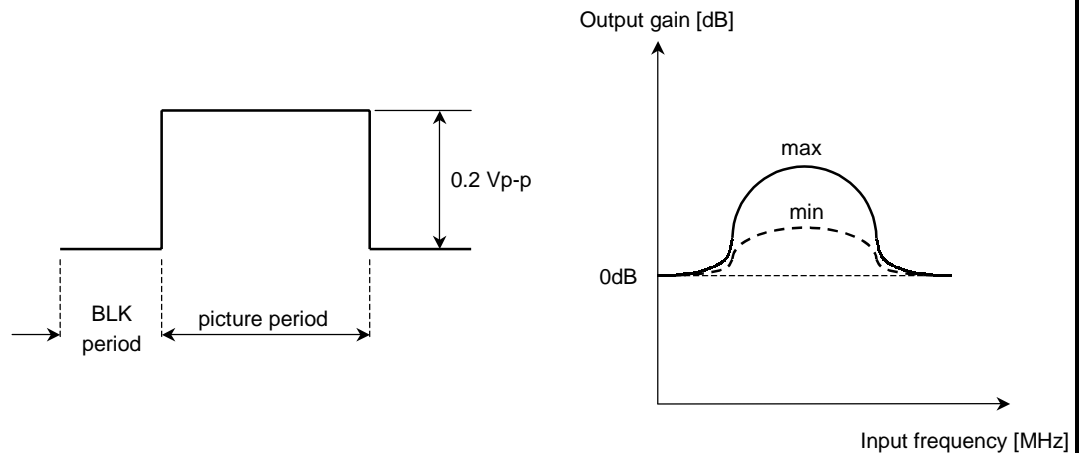 Output gain [dB]
0.2 Vp-p
BLK
period
picture period
max
min
0dB
Input frequency [MHz]